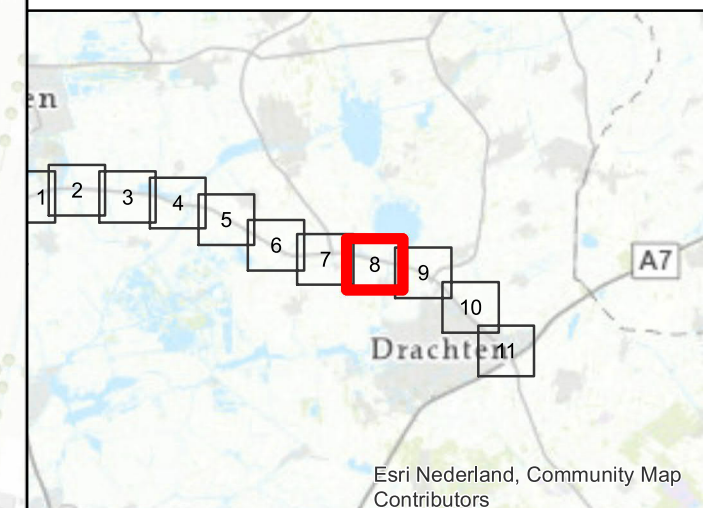 en
1
2
3
4
5
6
7
8
9
10
11
A7
Drachten
Esri Nederland, Community Map
Contributors